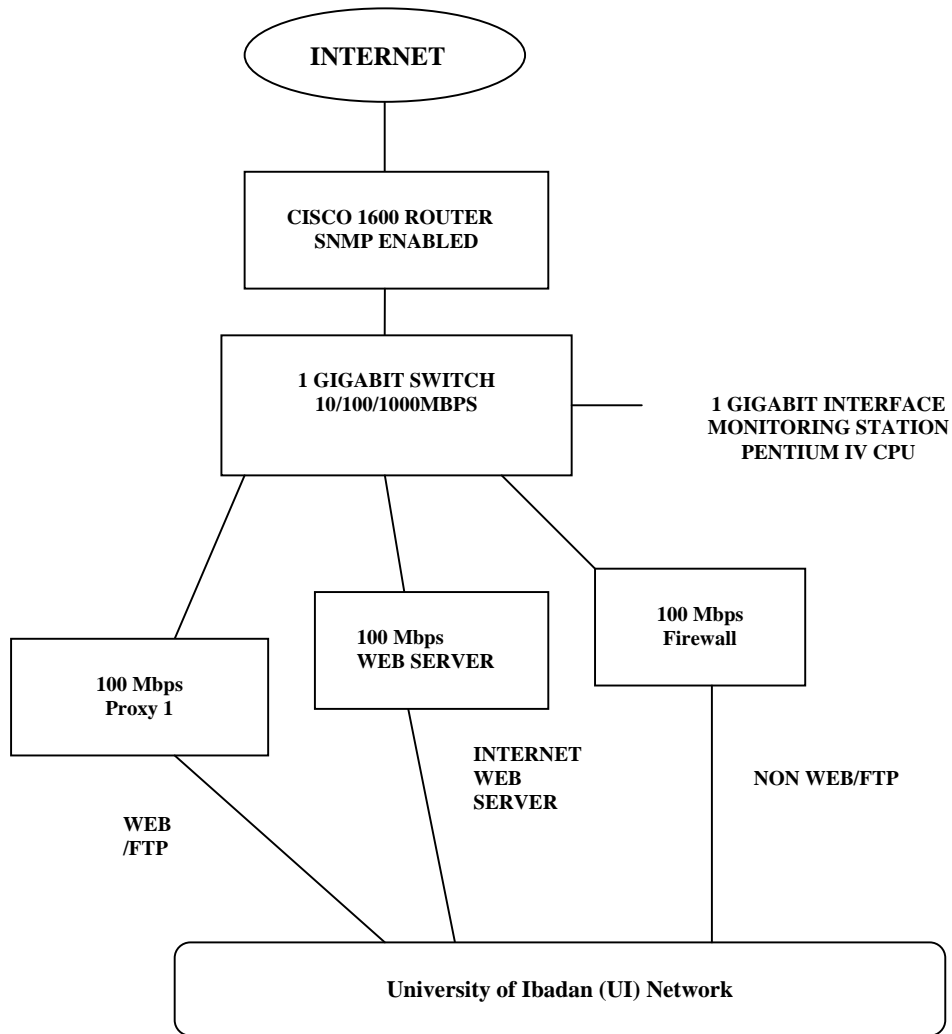 INTERNET
CISCO 1600 ROUTER
SNMP ENABLED
1 GIGABIT SWITCH
10/100/1000MBPS
1 GIGABIT INTERFACE
MONITORING STATION
PENTIUM IV CPU
100 Mbps
Proxy 1
100 Mbps
WEB SERVER
100 Mbps
Firewall
WEB
/FTP
INTERNET
WEB
SERVER
NON WEB/FTP
University of Ibadan (UI) Network